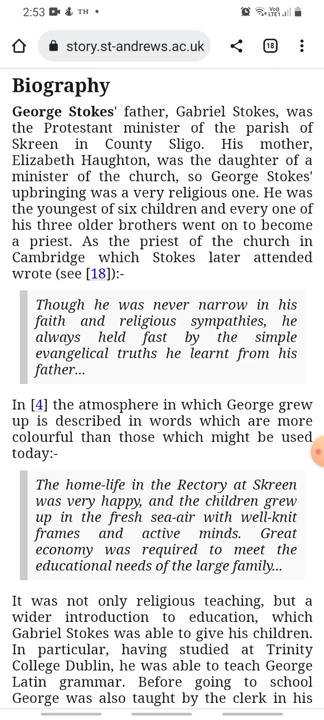 2:53 TH Vo) LTE1
story.st-andrews.ac.uk 18
Biography
George Stokes' father, Gabriel Stokes, was
the Protestant minister of the parish of
Skreen in County Sligo. His mother,
Elizabeth Haughton, was the daughter of a
minister of the church, so George Stokes'
upbringing was a very religious one. He was
the youngest of six children and every one of
his three older brothers went on to become
a priest. As the priest of the church in
Cambridge which Stokes later attended
wrote (see [18]):-
Though he was never narrow in his
faith and religious sympathies, he
always held fast by the simple
evangelical truths he learnt from his
father...
In [4] the atmosphere in which George grew
up is described in words which are more
colourful than those which might be used
today:-
The home-life in the Rectory at Skreen
was very happy, and the children grew
up in the fresh sea-air with well-knit
frames and active minds. Great
economy was required to meet the
educational needs of the large family...
It was not only religious teaching, but a
wider introduction to education, which
Gabriel Stokes was able to give his children.
In particular, having studied at Trinity
College Dublin, he was able to teach George
Latin grammar. Before going to school
George was also taught by the clerk in his